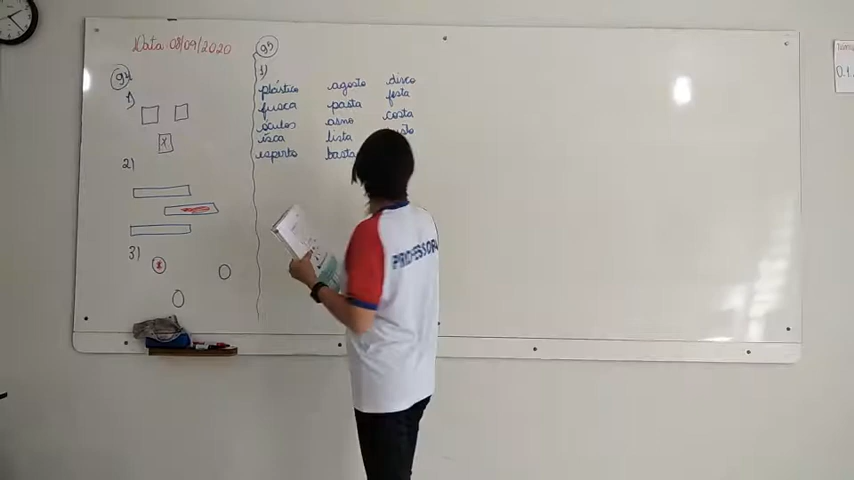 Data 08/09/2020
94
1)
2)
3)
95
1)
plástico agosto disco
fusca pasta festa
óculos asno costa
isca lista
esperto basta
PROFESSOR